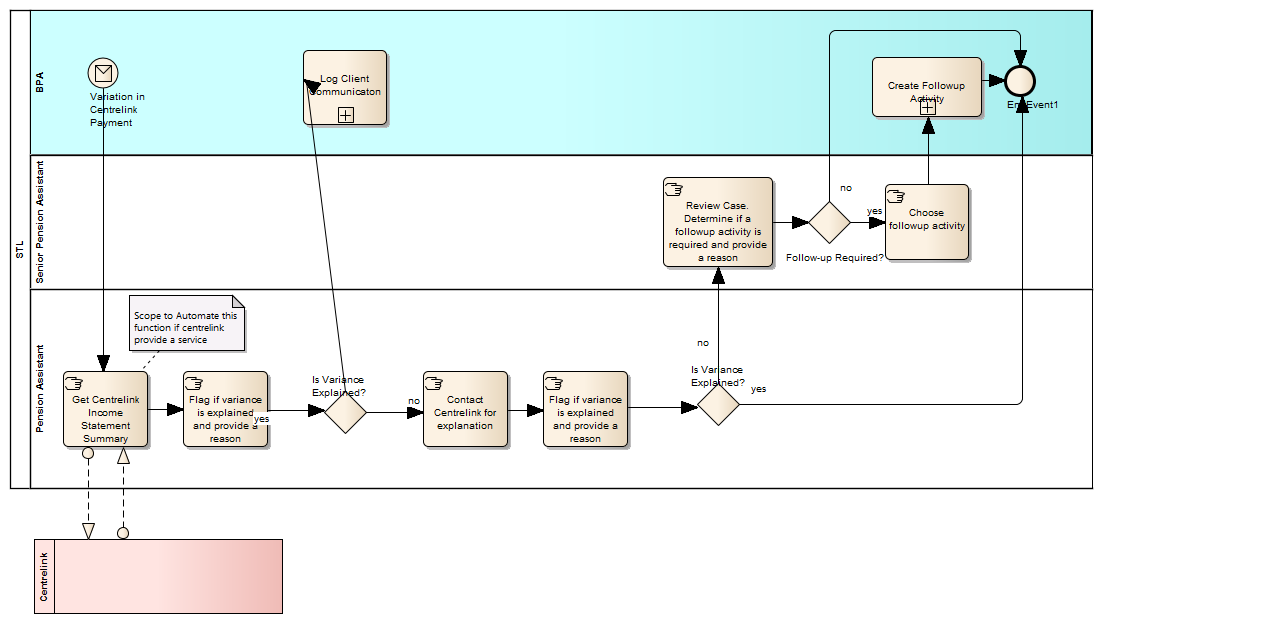 STL
BPA
Variation in
Centrelink
Payment
Log Client
Communicaton
Create Followup
Activity
EndEvent1
Senior Pension Assistant
Review Case.
Determine if a
followup activity is
required and provide
a reason
no
yes
Follow-up Required?
Choose
followup activity
Pension Assistant
Scope to Automate this
function if centrelink
provide a service
Get Centrelink
Income
Statement
Summary
Flag if variance
is explained
and provide a
reason
yes
Is Variance
Explained?
no
Contact
Centrelink for
explanation
Flag if variance
is explained
and provide a
reason
no
Is Variance
Explained?
yes
Centrelink